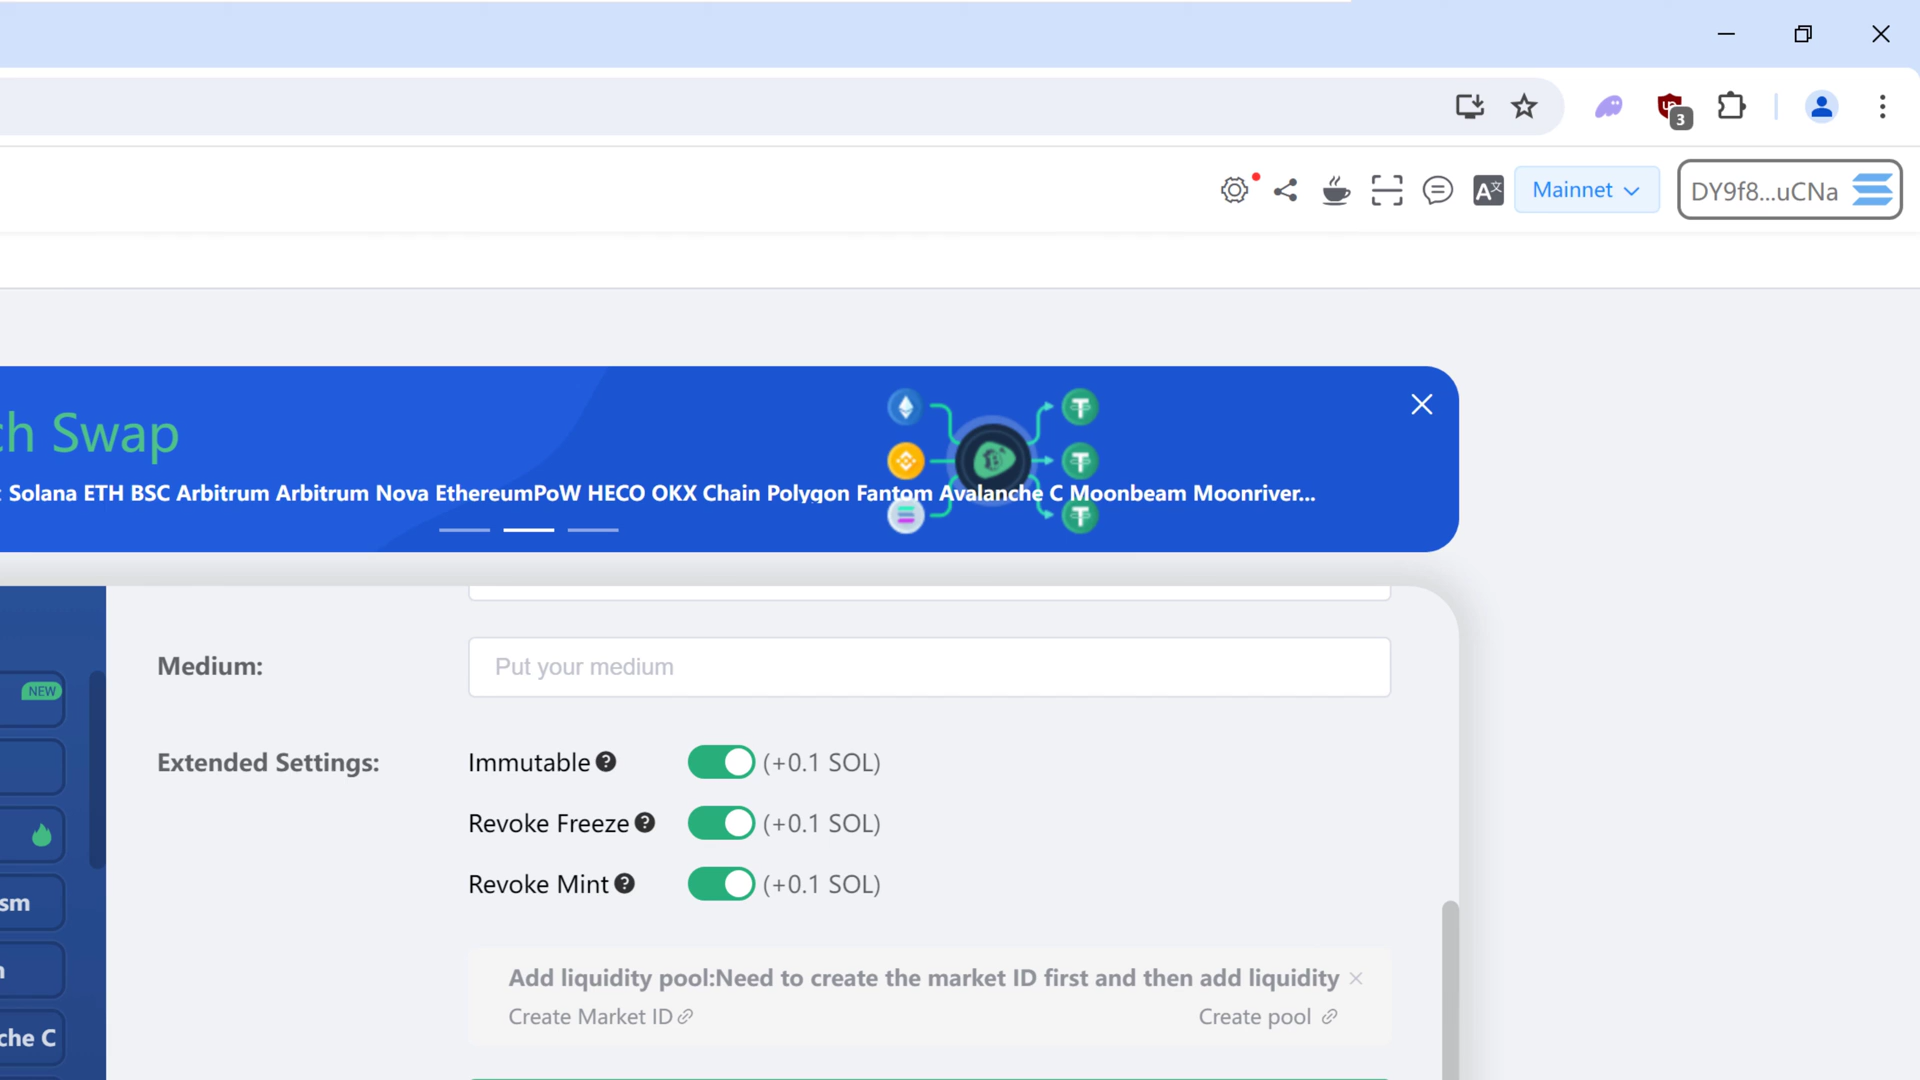 3
Mainnet
DY9f8...uCNa
ch Swap
: Solana ETH BSC Arbitrum Arbitrum Nova EthereumPoW HECO OKX Chain Polygon Fantom Avalanche C Moonbeam Moonriver...
NEW
Medium:
Put your medium
Extended Settings:
Immutable
(+0.1 SOL)
Revoke Freeze
(+0.1 SOL)
Revoke Mint
(+0.1 SOL)
sm
Add liquidity pool:Need to create the market ID first and then add liquidity
Create Market ID
Create pool
che C